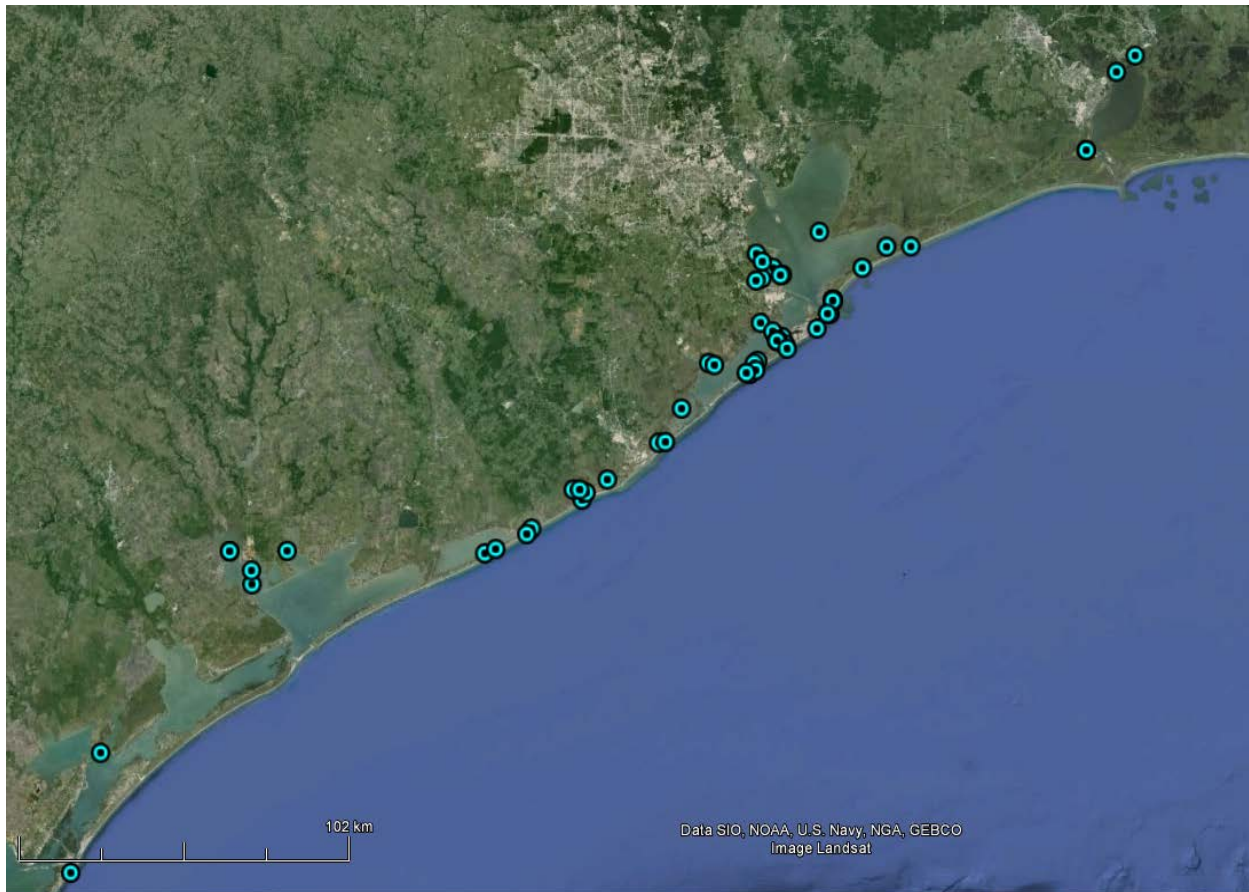 102 km
Data SIO, NOAA, U.S. Navy, NGA, GEBCO
Image Landsat